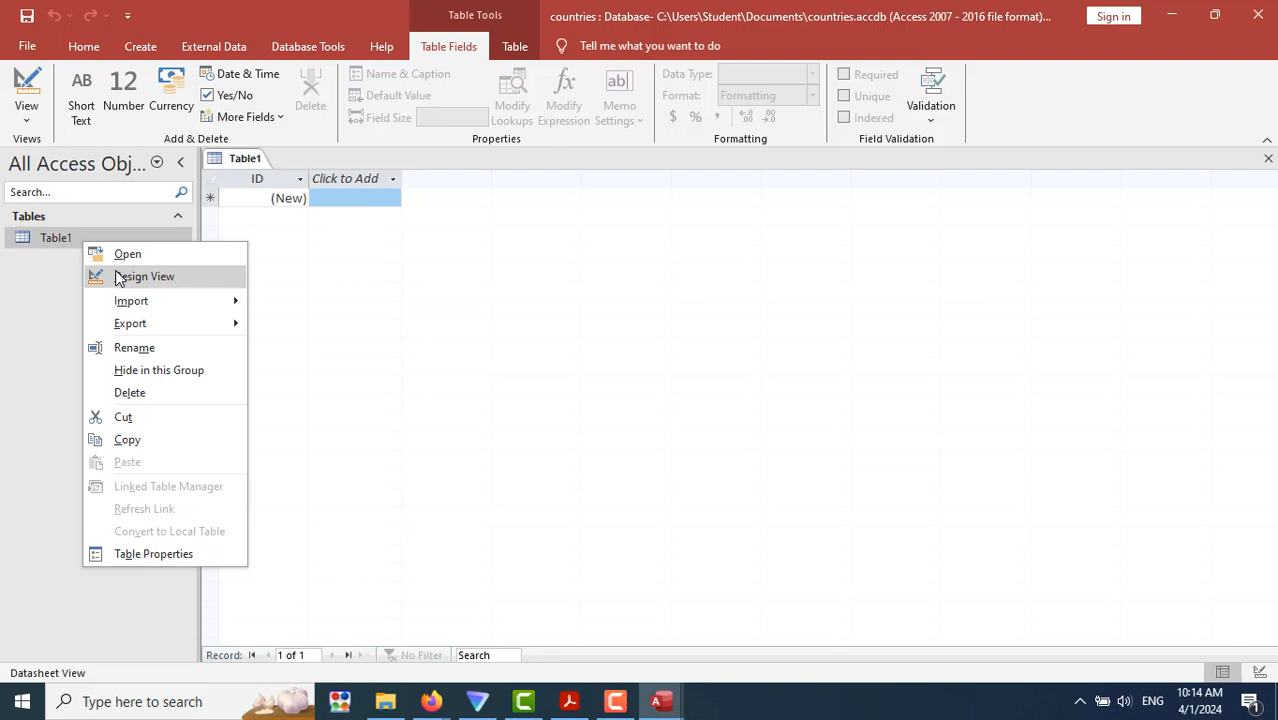 Table Tools
countries : Database- C:\Users\Student\Documents\countries.accdb (Access 2007 - 2016 file format)...
Sign in
File Home Create External Data Database Tools Help Table Fields Table Tell me what you want to do
View
Views
AB
Short Text
12
Number
Currency
Date & Time
Yes/No
More Fields
Delete
Add & Delete
Name & Caption
Default Value
Field Size
Modify Lookups
fx
Modify Expression
ab
Memo Settings
Properties
Data Type:
Format: Formatting
$ % ,
Formatting
Required
Unique
Indexed
Validation
Field Validation
All Access Obj...
Search...
Tables
Table1
Table1
ID Click to Add
(New)
Open
sign View
Import
Export
Rename
Hide in this Group
Delete
Cut
Copy
Paste
Linked Table Manager
Refresh Link
Convert to Local Table
Table Properties
Record: 1 of 1 No Filter Search
Datasheet View
Type here to search
ENG
10:14 AM
4/1/2024
1